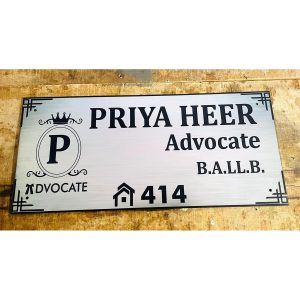 PRIYA HEER
Advocate
B.A.LL.B.
P
ADVOCATE
414